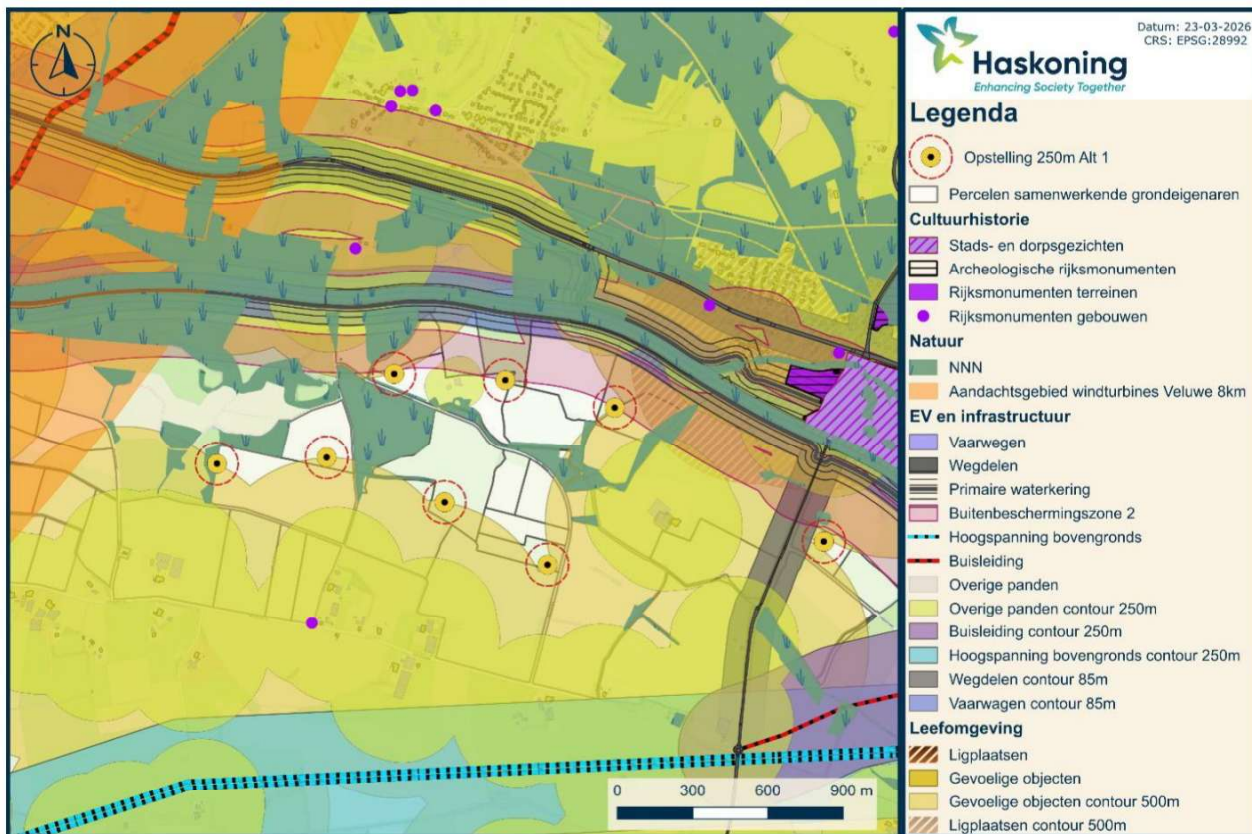 N
Datum: 23-03-2026
CRS: EPSG:28992
Haskoning
Enhancing Society Together
Legenda
Opstelling 250m Alt 1
Percelen samenwerkende grondeigenaren
Cultuurhistorie
Stads- en dorpsgezichten
Archeologische rijksmonumenten
Rijksmonumenten terreinen
Rijksmonumenten gebouwen
Natuur
NNN
Aandachtsgebied windturbines Veluwe 8km
EV en infrastructuur
Vaarwegen
Wegdelen
Primaire waterkering
Buitenbeschermingszone 2
Hoogspanning bovengronds
Buisleiding
Overige panden
Overige panden contour 250m
Buisleiding contour 250m
Hoogspanning bovengronds contour 250m
Wegdelen contour 85m
Vaarwagen contour 85m
Leefomgeving
Ligplaatsen
Gevoelige objecten
Gevoelige objecten contour 500m
Ligplaatsen contour 500m
0 300 600 900 m